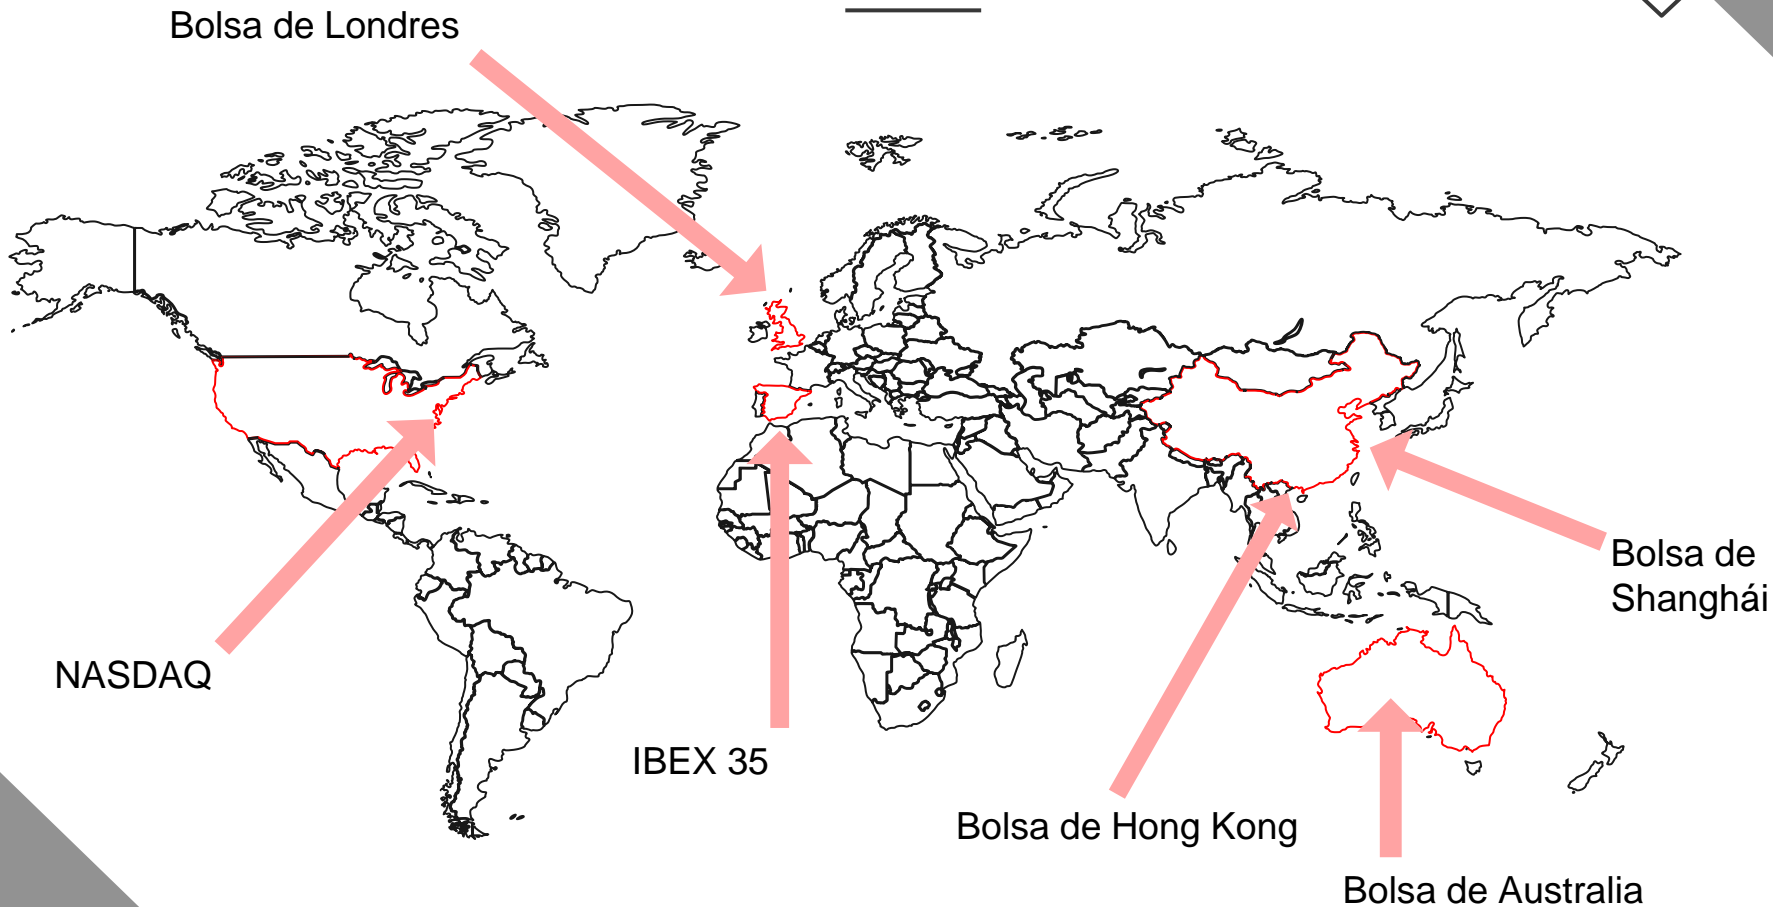 Bolsa de Londres
NASDAQ
IBEX 35
Bolsa de Hong Kong
Bolsa de
Shanghái
Bolsa de Australia